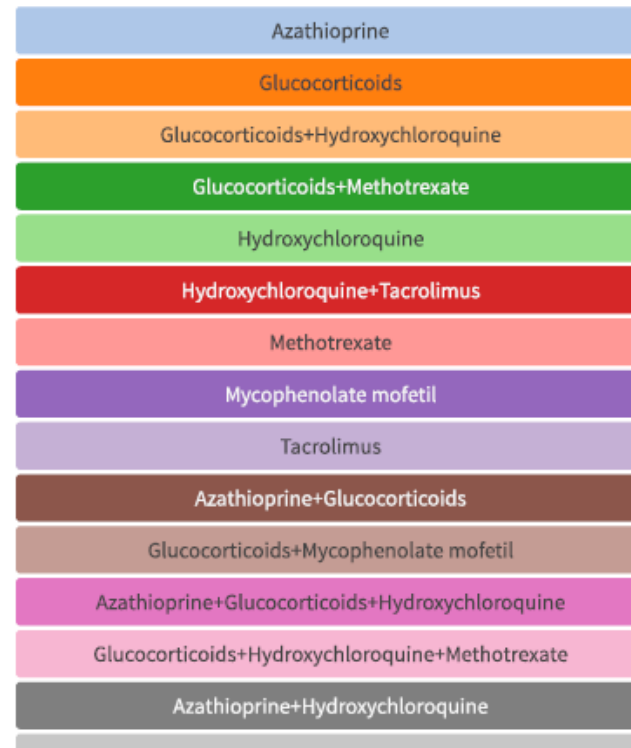 Azathioprine
Glucocorticoids
Glucocorticoids+Hydroxychloroquine
Glucocorticoids+Methotrexate
Hydroxychloroquine
Hydroxychloroquine+Tacrolimus
Methotrexate
Mycophenolate mofetil
Tacrolimus
Azathioprine+Glucocorticoids
Glucocorticoids+Mycophenolate mofetil
Azathioprine+Glucocorticoids+Hydroxychloroquine
Glucocorticoids+Hydroxychloroquine+Methotrexate
Azathioprine+Hydroxychloroquine